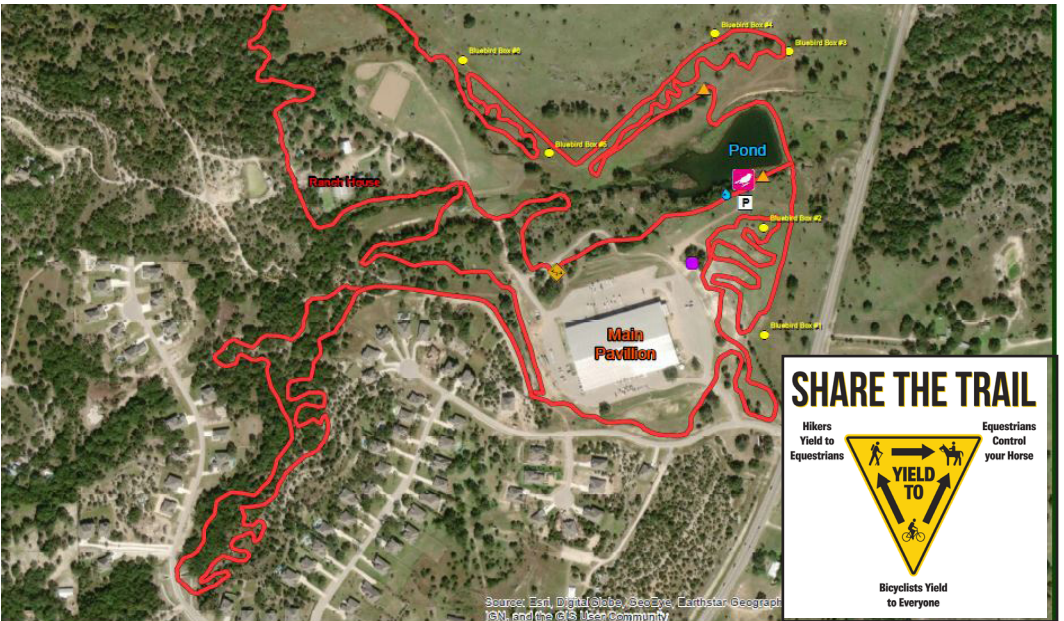 Bluebird Box #4
Bluebird Box #3
Bluebird Box #6
Bluebird Box #5
Pond
Ranch House
P
Bluebird Box #2
Bluebird Box #1
Main
Pavillion
SHARE THE TRAIL
Hikers
Yield to
Equestrians
Equestrians
Control
your Horse
YIELD
TO
Bicyclists Yield
to Everyone
Source: Esri, DigitalGlobe, GeoEye, Earthstar Geograph
IGN, and the GIS User Community